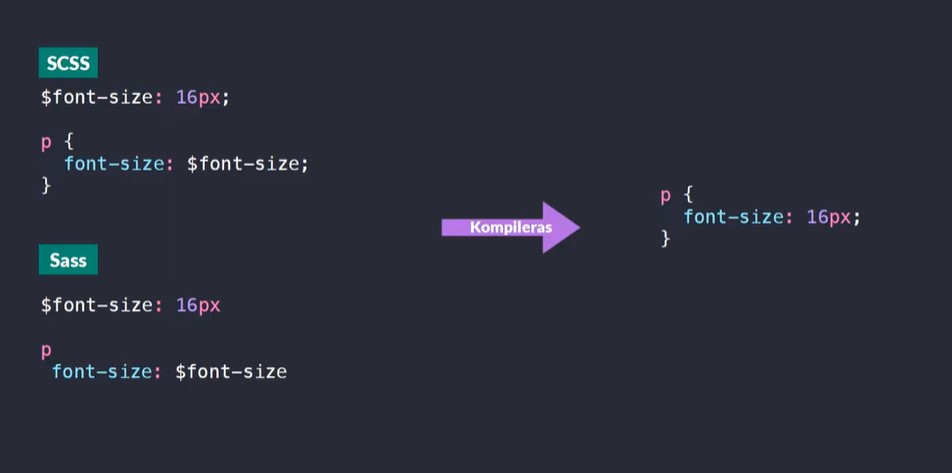 SCSS
$font-size: 16px;
p {
  font-size: $font-size;
}
Sass
$font-size: 16px
p
 font-size: $font-size
Kompileras
p {
  font-size: 16px;
}